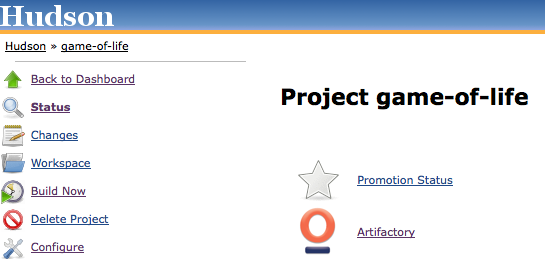 Hudson
Hudson » game-of-life
Back to Dashboard
Status
Changes
Workspace
Build Now
Delete Project
Configure
Project game-of-life
Promotion Status
Artifactory